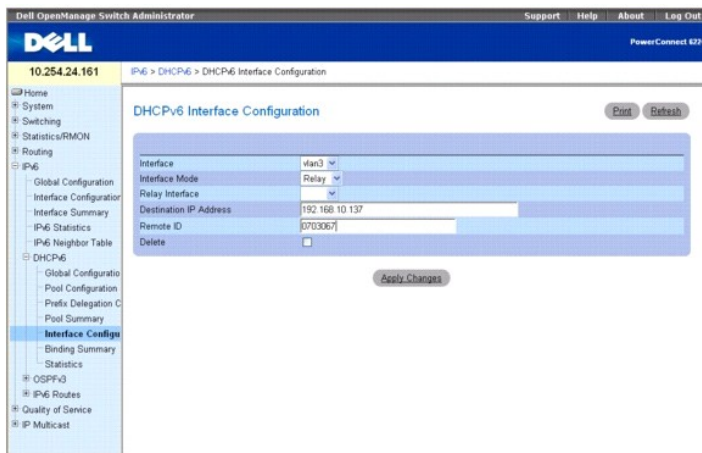 Dell OpenManage Switch Administrator
Support Help About Log Out
DELL
PowerConnect 622
10.254.24.161
IPv6 > DHCPv6 > DHCPv6 Interface Configuration
Home
System
Switching
Statistics/RMON
Routing
IPv6
Global Configuration
Interface Configuration
Interface Summary
IPv6 Statistics
IPv6 Neighbor Table
DHCPv6
Global Configuratio
Pool Configuration
Prefix Delegation C
Pool Summary
Interface Configu
Binding Summary
Statistics
OSPFv3
IPv6 Routes
Quality of Service
IP Multicast
DHCPv6 Interface Configuration
Print Refresh
Interface vlan3
Interface Mode Relay
Relay Interface
Destination IP Address 192.168.10.137
Remote ID 0703067
Delete
Apply Changes